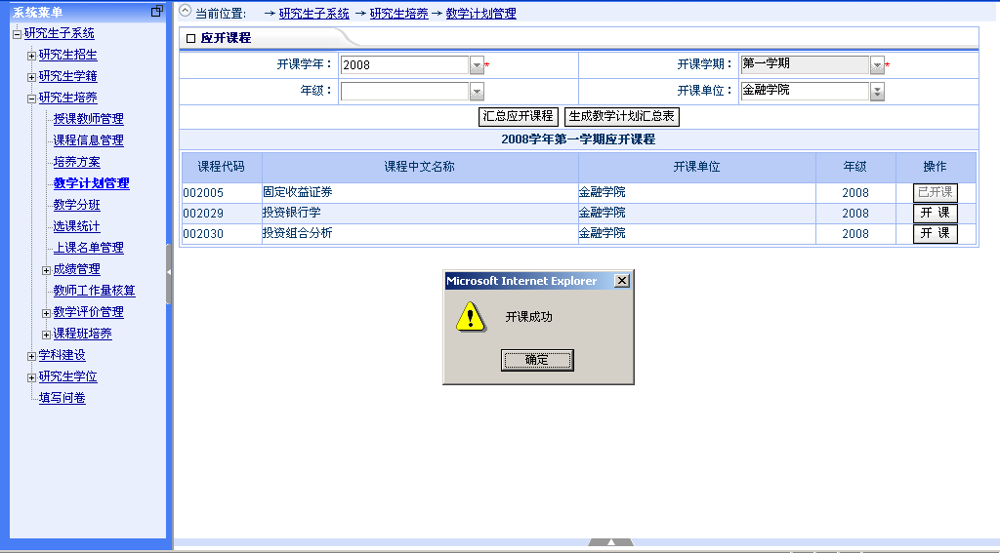 系统菜单
研究生子系统
研究生招生
研究生学籍
研究生培养
授课教师管理
课程信息管理
培养方案
教学计划管理
教学分班
选课统计
上课名单管理
成绩管理
教师工作量核算
教学评价管理
课程班培养
学科建设
研究生学位
填写问卷
当前位置: →研究生子系统 →研究生培养 →教学计划管理
应开课程
开课学年： 2008 * 开课学期： 第一学期 *
年级： 开课单位： 金融学院
汇总应开课程 生成教学计划汇总表
2008学年第一学期应开课程
课程代码 课程中文名称 开课单位 年级 操作
002005 固定收益证券 金融学院 2008 已开课
002029 投资银行学 金融学院 2008 开 课
002030 投资组合分析 金融学院 2008 开 课
Microsoft Internet Explorer
开课成功
确定